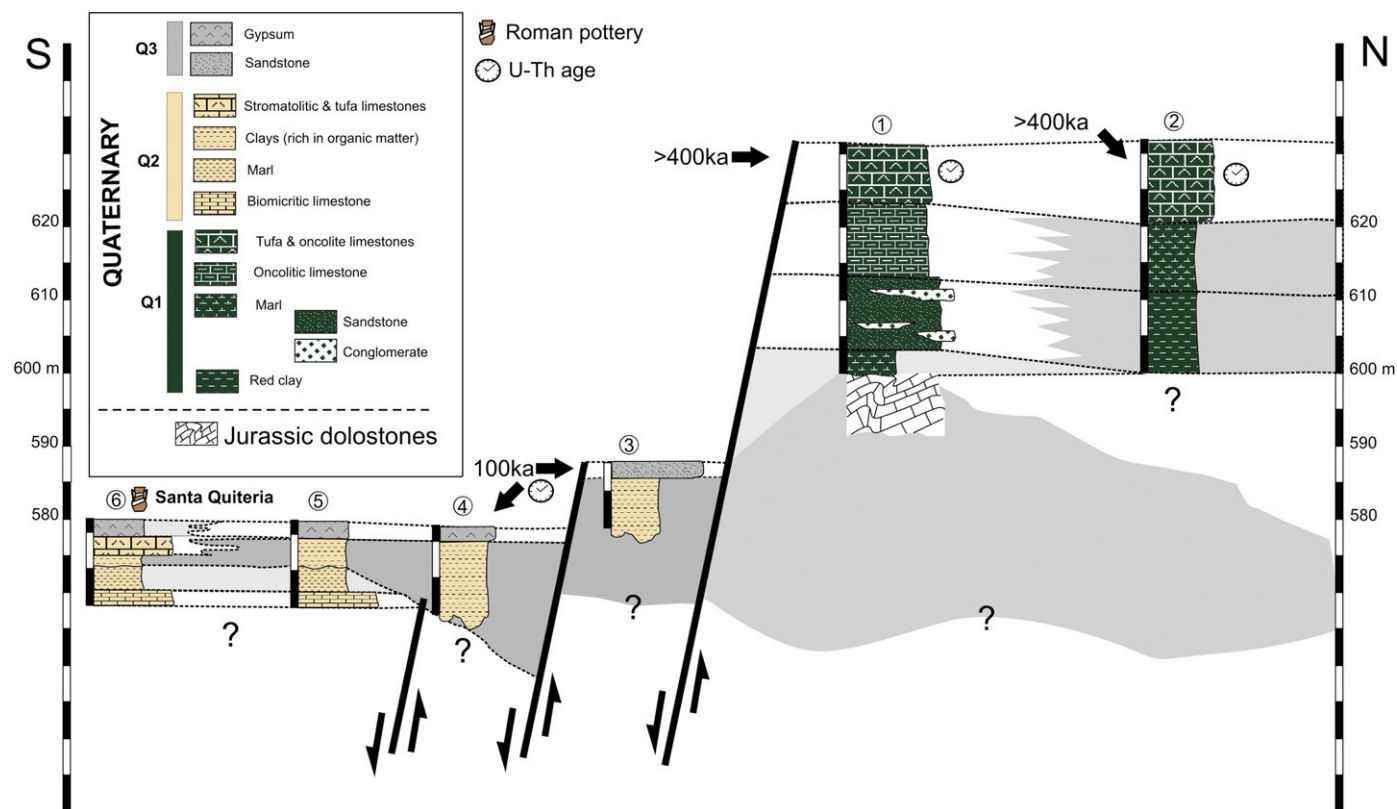 S
N
QUATERNARY
Q3
Gypsum
Sandstone
Q2
Stromatolitic & tufa limestones
Clays (rich in organic matter)
Marl
Biomicritic limestone
Q1
Tufa & oncolite limestones
Oncolitic limestone
Marl
Sandstone
Conglomerate
Red clay
Jurassic dolostones
Roman pottery
U-Th age
>400ka
①
>400ka
②
620
610
600 m
590
580
620
610
600 m
590
580
?
100ka
③
⑥ Santa Quiteria
⑤
④
?
?
?
?